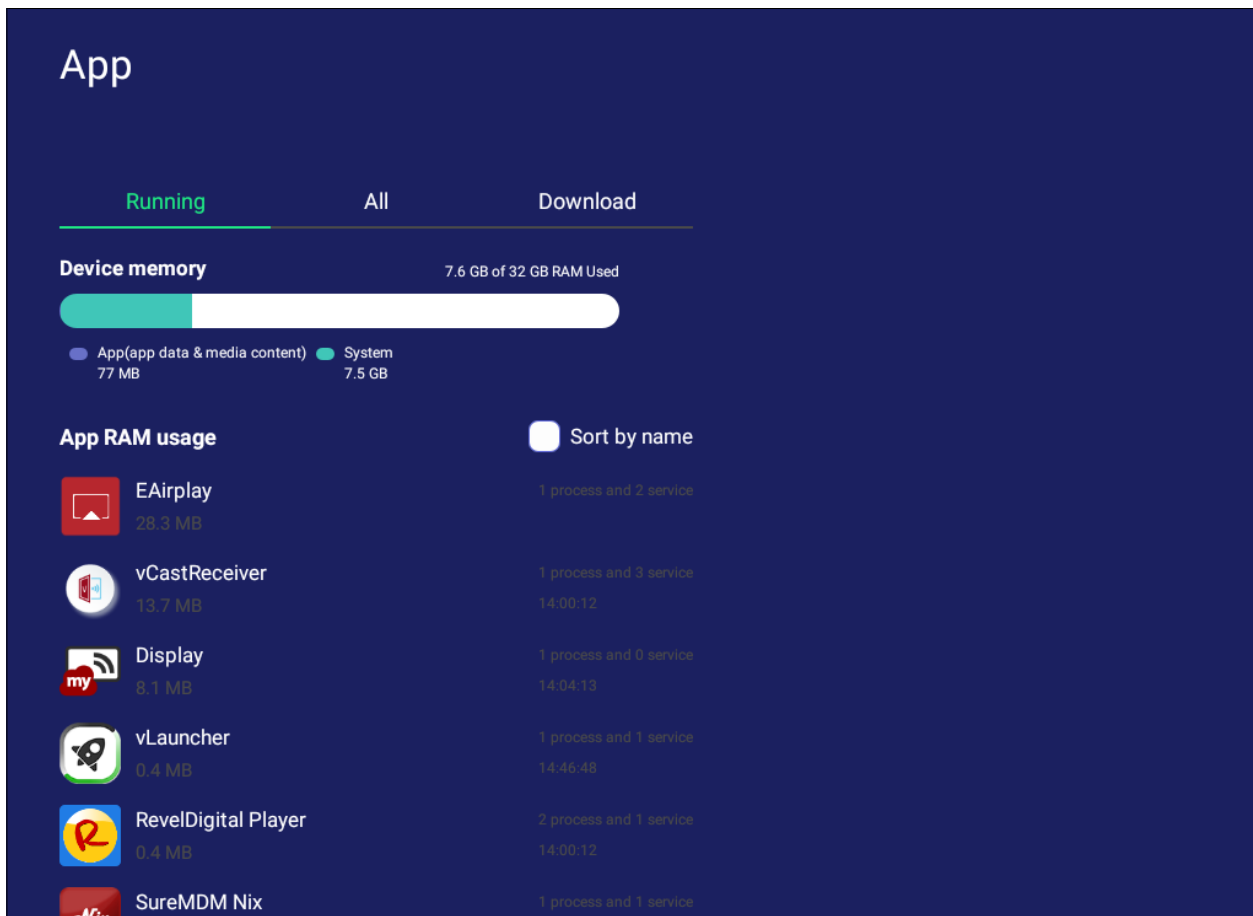 App
Running All Download
Device memory 7.6 GB of 32 GB RAM Used
App(app data & media content) System
77 MB 7.5 GB
App RAM usage Sort by name
EAirplay 1 process and 2 service
28.3 MB
vCastReceiver 1 process and 3 service
13.7 MB 14:00:12
Display 1 process and 0 service
my 8.1 MB 14:04:13
vLauncher 1 process and 1 service
0.4 MB 14:46:48
RevelDigital Player 2 process and 1 service
R 0.4 MB 14:00:12
SureMDM Nix 1 process and 1 service
Nix